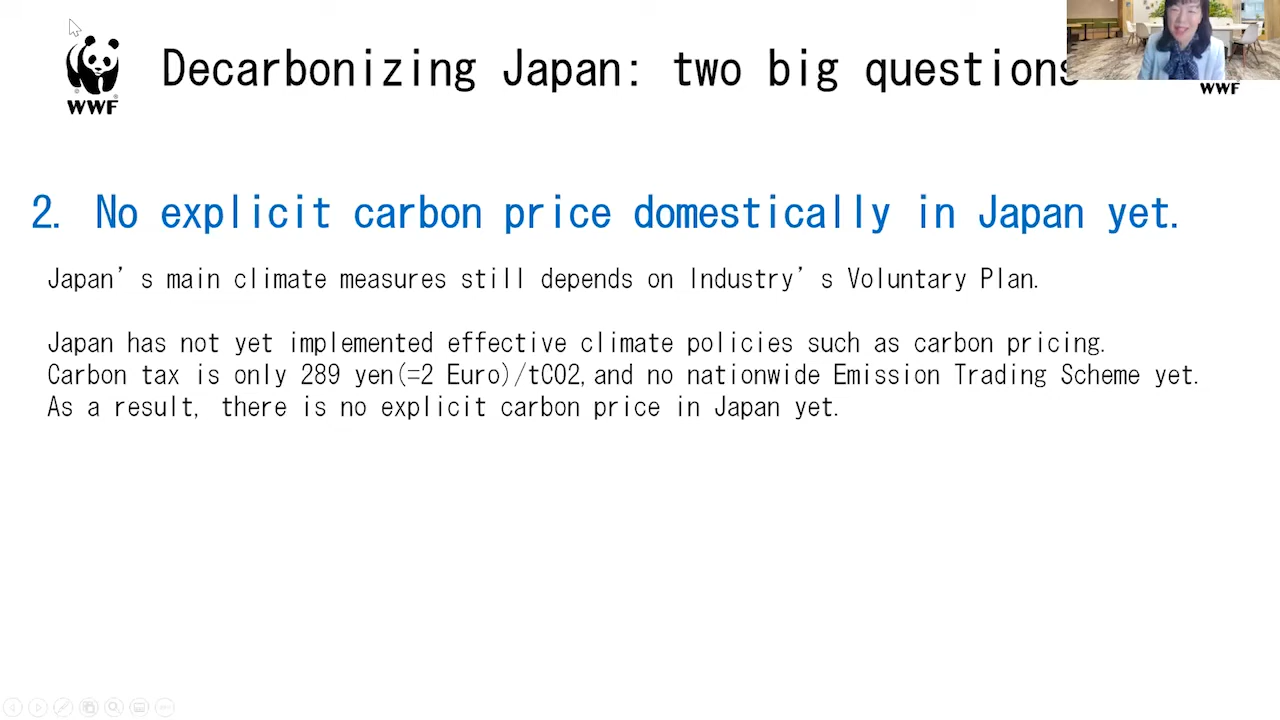 WWF
Decarbonizing Japan: two big questions
WWF
2. No explicit carbon price domestically in Japan yet.
Japan’s main climate measures still depends on Industry’s Voluntary Plan.
Japan has not yet implemented effective climate policies such as carbon pricing.
Carbon tax is only 289 yen(=2 Euro)/tCO2,and no nationwide Emission Trading Scheme yet.
As a result, there is no explicit carbon price in Japan yet.